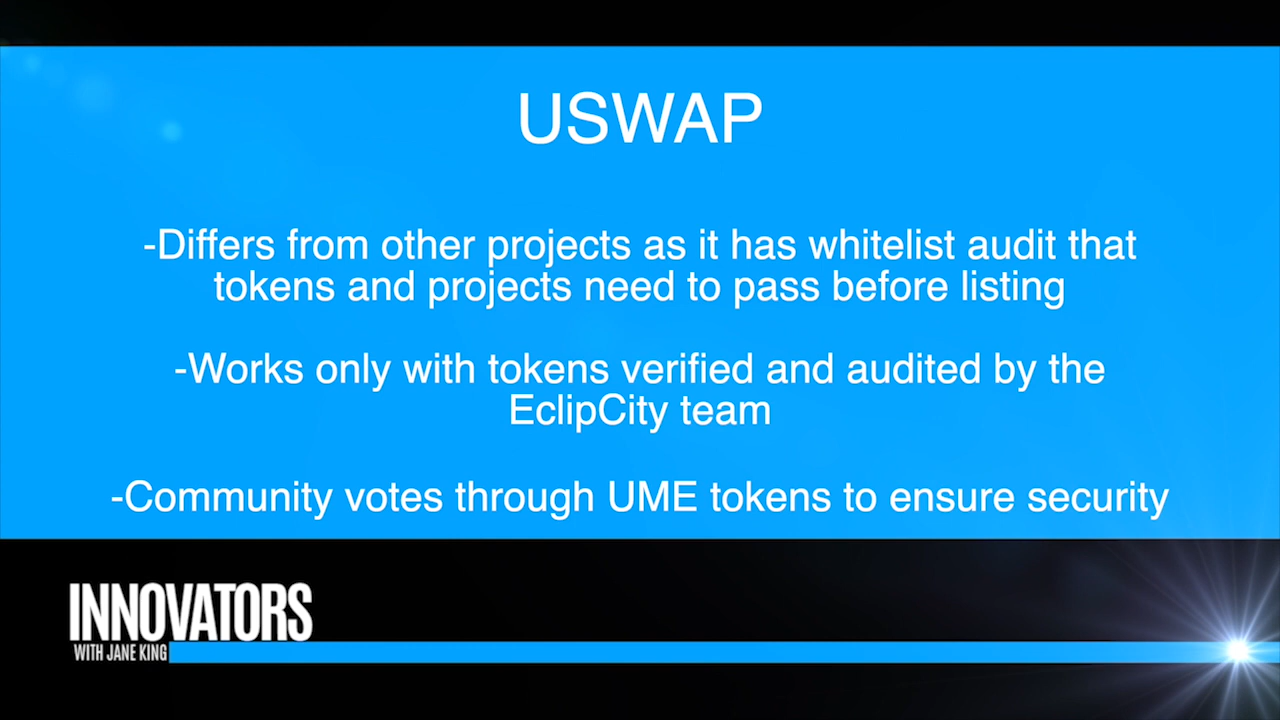 USWAP
-Differs from other projects as it has whitelist audit that
tokens and projects need to pass before listing
-Works only with tokens verified and audited by the
EclipCity team
-Community votes through UME tokens to ensure security
INNOVATORS
WITH JANE KING